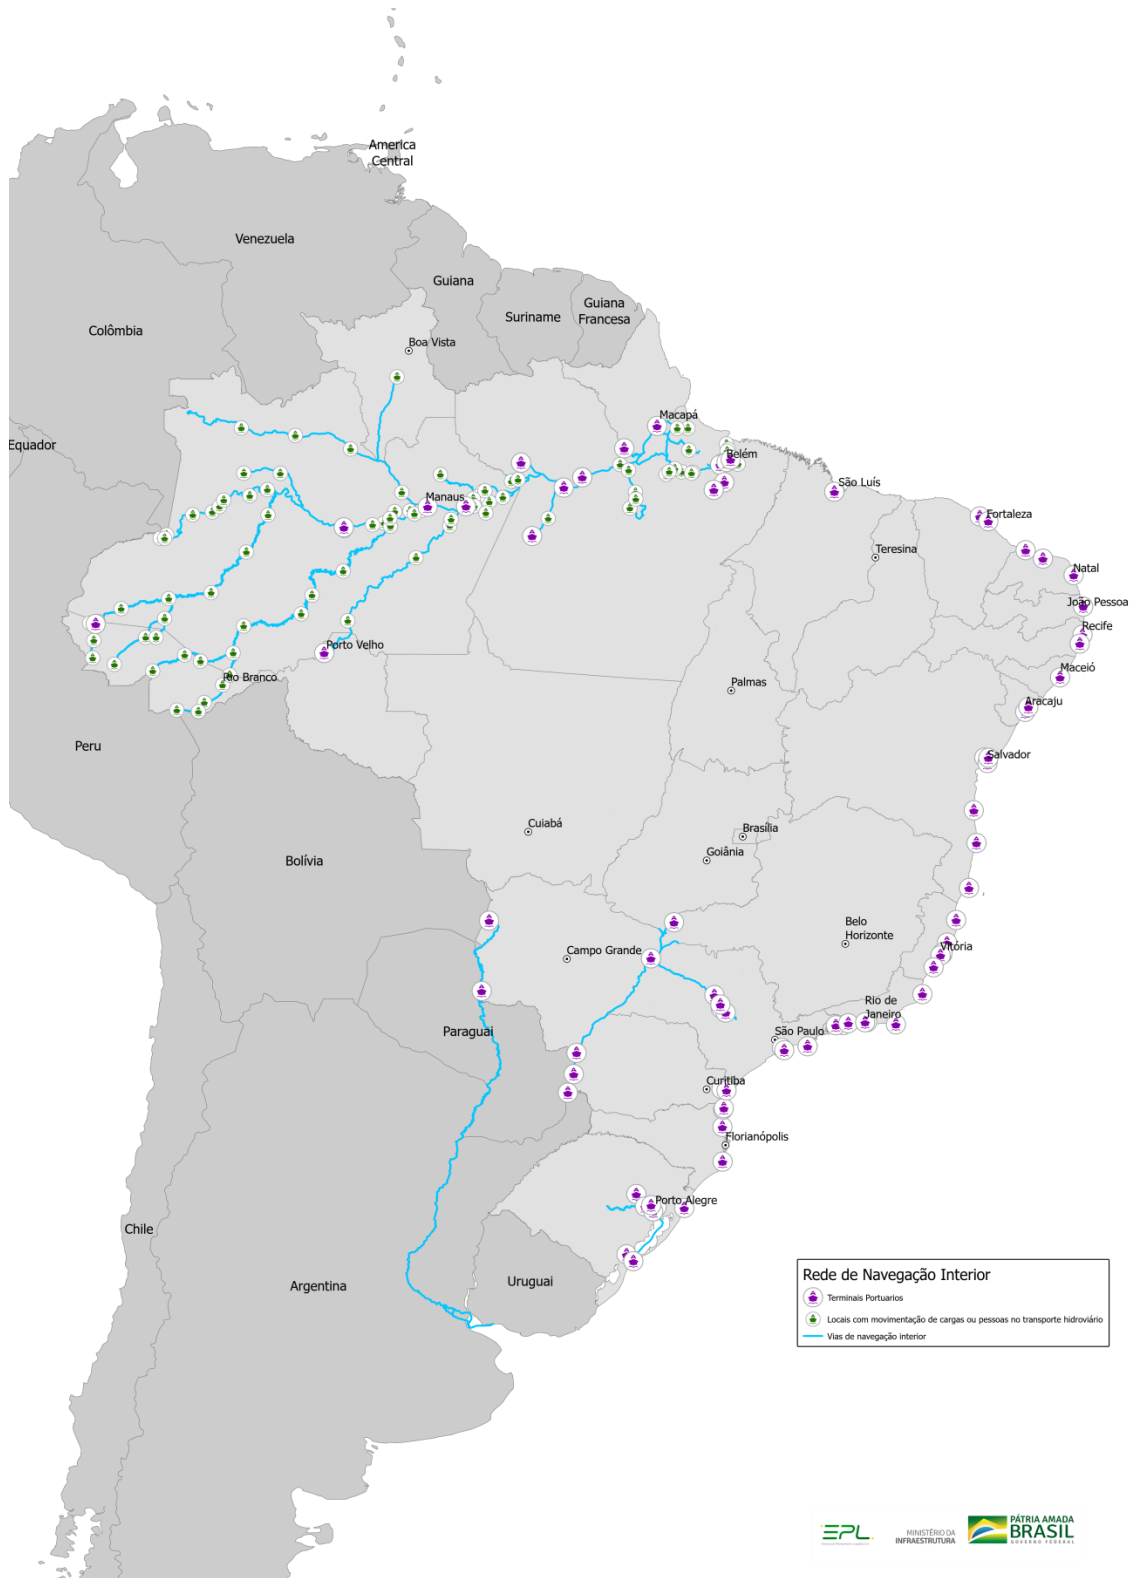 America
Central
Venezuela
Guiana
Suriname
Guiana
Francesa
Colômbia
Boa Vista
Equador
Macapá
Belém
Manaus
São Luís
Fortaleza
Teresina
Natal
João Pessoa
Recife
Porto Velho
Maceió
Rio Branco
Palmas
Aracaju
Peru
Salvador
Cuiabá
Brasília
Goiânia
Bolívia
Belo
Horizonte
Campo Grande
Vitória
Rio de
Janeiro
Paraguai
São Paulo
Curitiba
Florianópolis
Porto Alegre
Chile
Argentina
Uruguai
Rede de Navegação Interior
Terminais Portuarios
Locais com movimentação de cargas ou pessoas no transporte hidroviário
Vias de navegação interior
EPL
MINISTÉRIO DA
INFRAESTRUTURA
PÁTRIA AMADA
BRASIL
GOVERNO FEDERAL